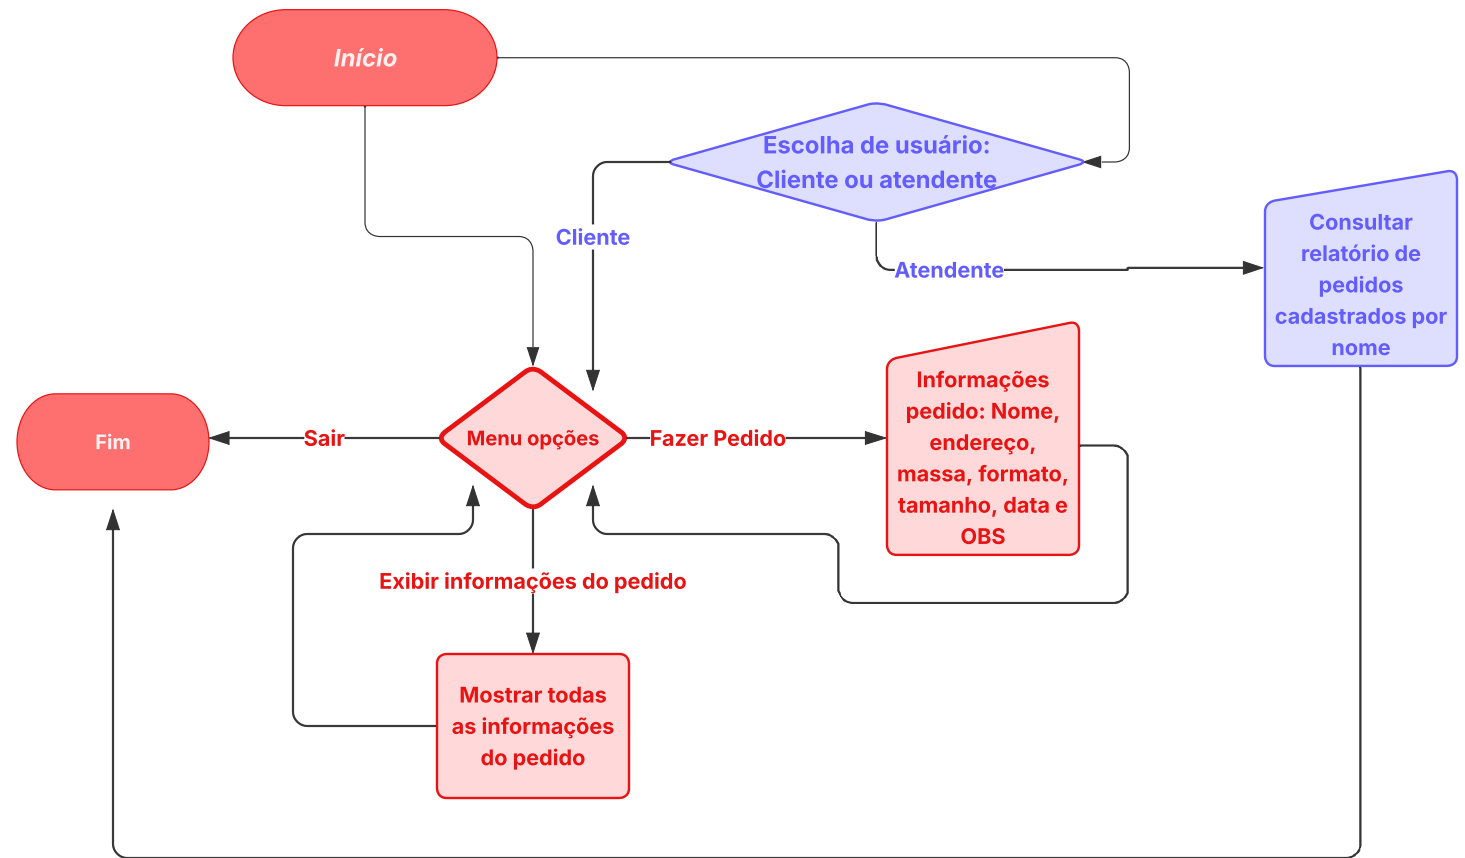 Início
Escolha de usuário:
Cliente ou atendente
Cliente
Atendente
Consultar
relatório de
pedidos
cadastrados por
nome
Fim
Sair
Menu opções
Fazer Pedido
Informações
pedido: Nome,
endereço,
massa, formato,
tamanho, data e
OBS
Exibir informações do pedido
Mostrar todas
as informações
do pedido